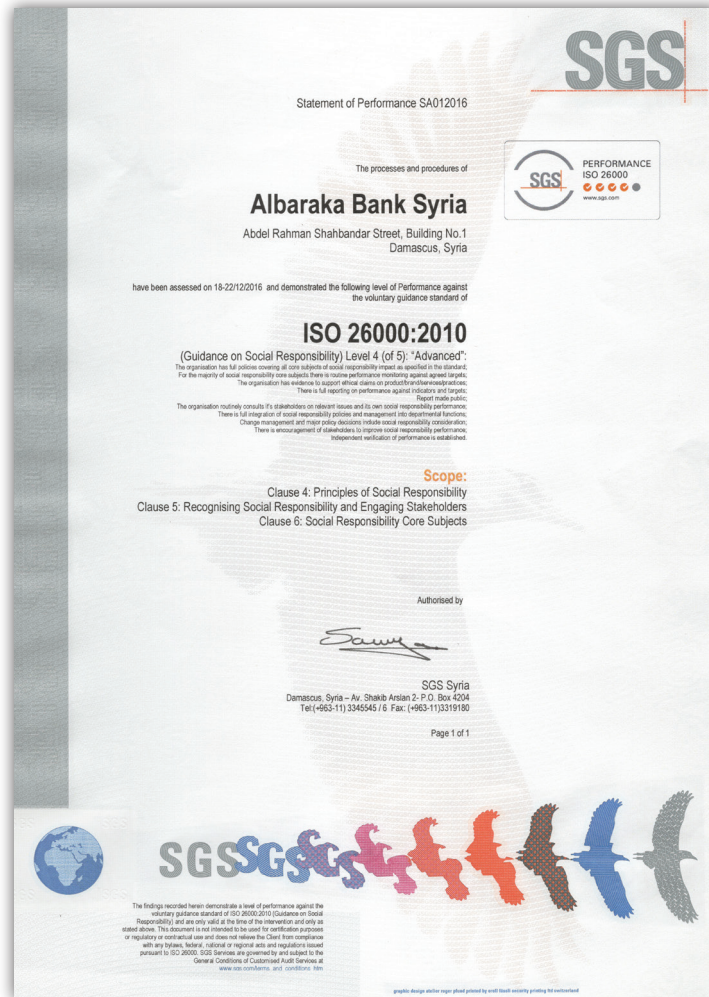 SGS
Statement of Performance SA012016
The processes and procedures of
SGS
PERFORMANCE
ISO 26000
www.sgs.com
Albaraka Bank Syria
Abdel Rahman Shahbandar Street, Building No.1
Damascus, Syria
have been assessed on 18-22/12/2016 and demonstrated the following level of Performance against
the voluntary guidance standard of
ISO 26000:2010
(Guidance on Social Responsibility) Level 4 (of 5): “Advanced”:
The organisation has full policies covering all core subjects of social responsibility impact as specified in the standard;
For the majority of social responsibility core subjects there is routine performance monitoring against agreed targets;
The organisation has evidence to support ethical claims on product/brand/services/practices;
There is full reporting on performance against indicators and targets;
Report made public;
The organisation routinely consults it's stakeholders on relevant issues and its own social responsibility performance;
There is full integration of social responsibility policies and management into departmental functions;
Change management and major policy decisions include social responsibility consideration;
There is encouragement of stakeholders to improve social responsibility performance;
Independent verification of performance is established.
Scope:
Clause 4: Principles of Social Responsibility
Clause 5: Recognising Social Responsibility and Engaging Stakeholders
Clause 6: Social Responsibility Core Subjects
Authorised by
SGS Syria
Damascus, Syria – Av. Shakib Arslan 2- P.O. Box 4204
Tel:(+963-11) 3345545 / 6 Fax: (+963-11)3319180
Page 1 of 1
SGS SGS SGS
The findings recorded herein demonstrate a level of performance against the
voluntary guidance standard of ISO 26000:2010 (Guidance on Social
Responsibility) and are only valid at the time of the intervention and only as
stated above. This document is not intended to be used for certification purposes
or regulatory or contractual use and does not relieve the Client from compliance
with any bylaws, federal, national or regional acts and regulations issued
pursuant to ISO 26000. SGS Services are governed by and subject to the
General Conditions of Customised Audit Services at
www.sgs.com/terms_and_conditions.htm
graphic design atelier roger pfund printed by orell füssli security printing ltd switzerland